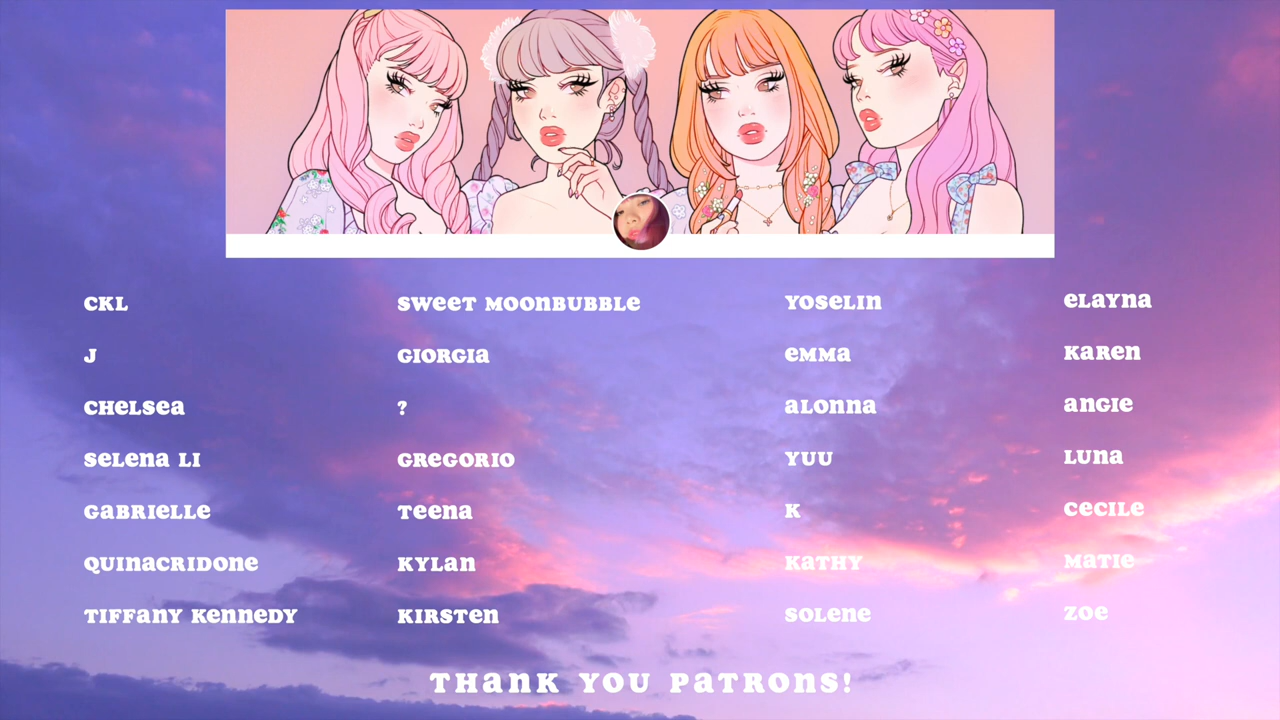 CKL
J
CHeLsea
seLena LI
GaBRIeLLe
QUInaCRIDone
TIFFanY KenneDY
sweeT MOOnBUBBLe
GIORGIa
?
GReGORIO
Teena
KYLan
KIRsTen
YOseLIn
eMMa
aLOnna
YUU
K
KaTHY
sOLene
eLaYna
KaRen
anGIe
LUna
CeCILe
MaTIe
ZOe
THanK YOU PaTROns!